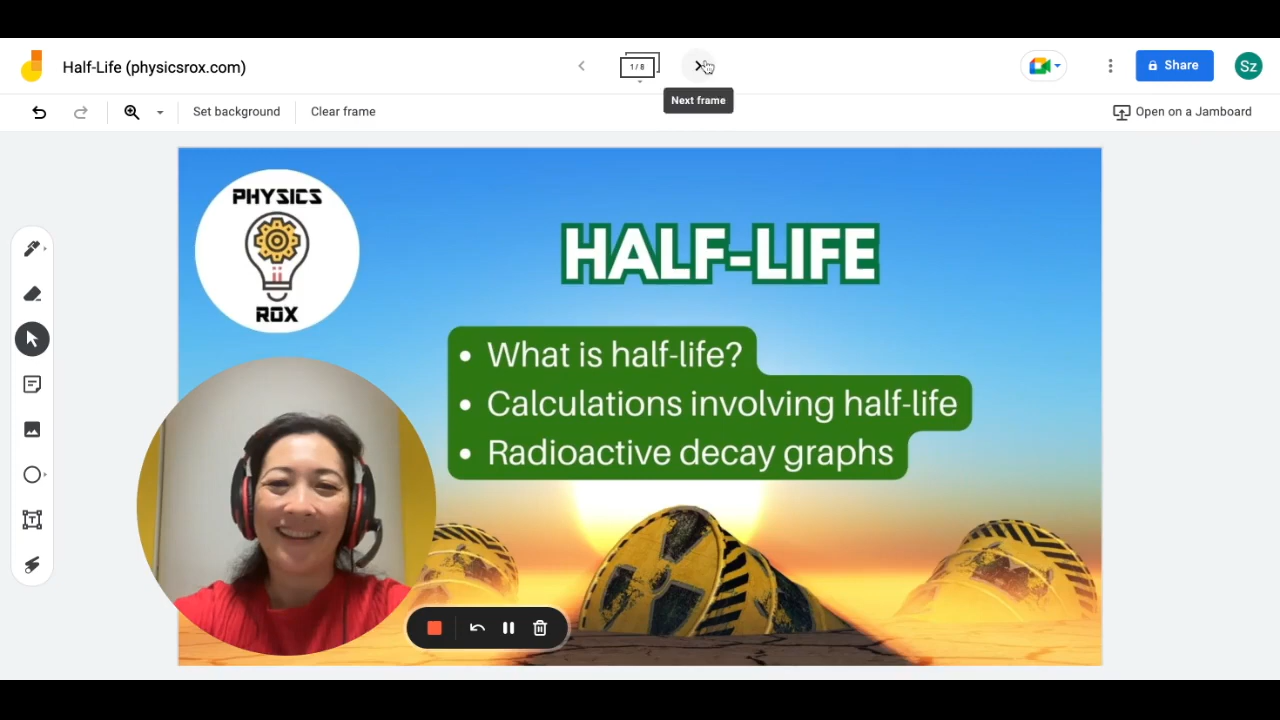 Half-Life (physicsrox.com)
1/8
Share
Sz
Next frame
Set background
Clear frame
Open on a Jamboard
PHYSICS
ROX
HALF-LIFE
• What is half-life?
• Calculations involving half-life
• Radioactive decay graphs
T